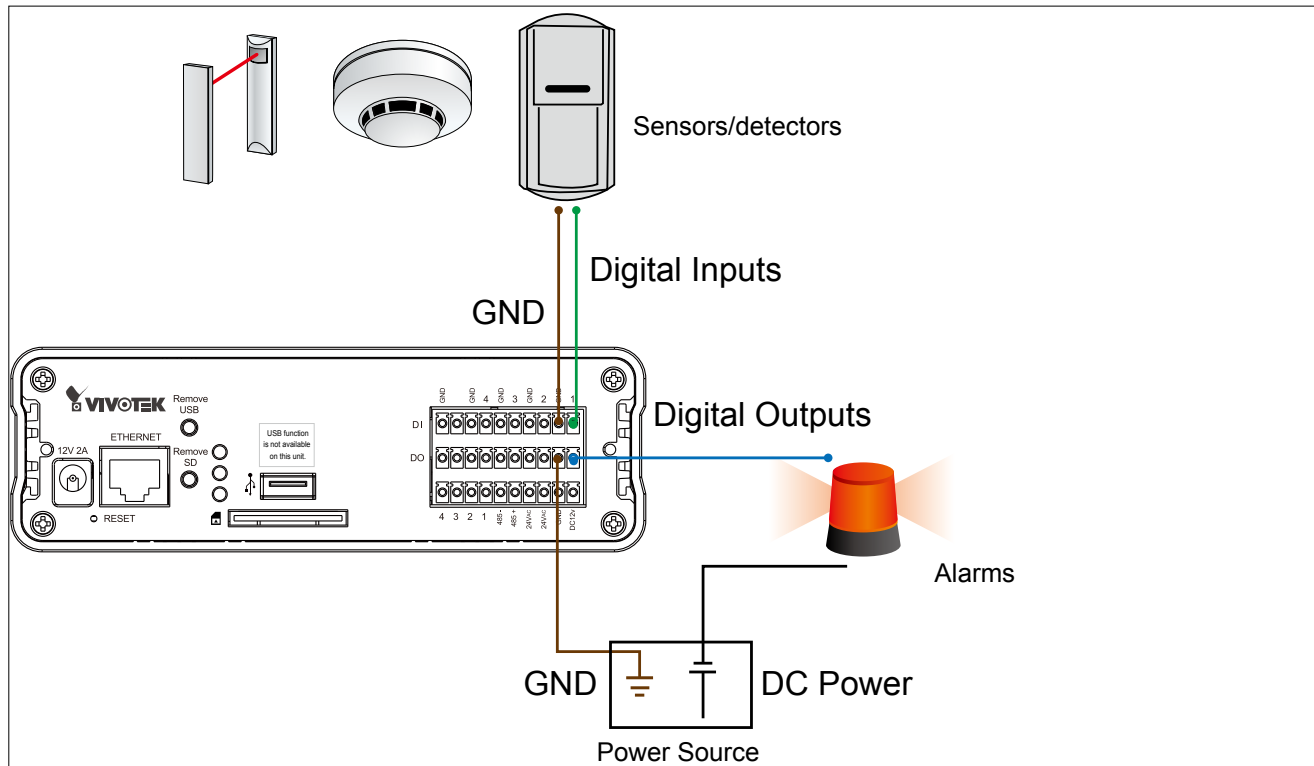 Sensors/detectors
Digital Inputs
GND
VIVOTEK
Remove
USB
GND GND 4 GND 3 GND 2 GND 1
DI
Digital Outputs
ETHERNET
USB function
is not available
on this unit.
12V 2A
Remove
SD
DO
RESET
4 3 2 1 485- 485+ 24VAC 24VAC GND DC12v
Alarms
GND
DC Power
Power Source